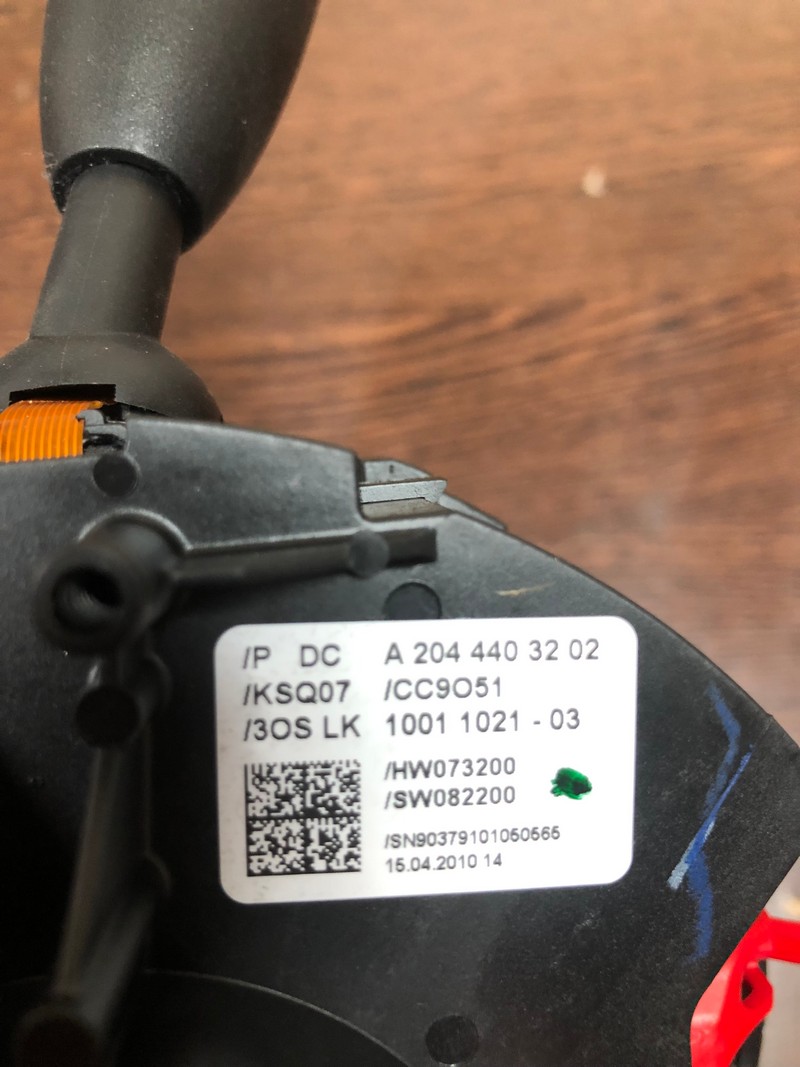 /P DC A 204 440 32 02
/KSQ07 /CC9O51
/3OS LK 1001 1021 - 03
/HW073200
/SW082200
/SN90379101050565
15.04.2010 14